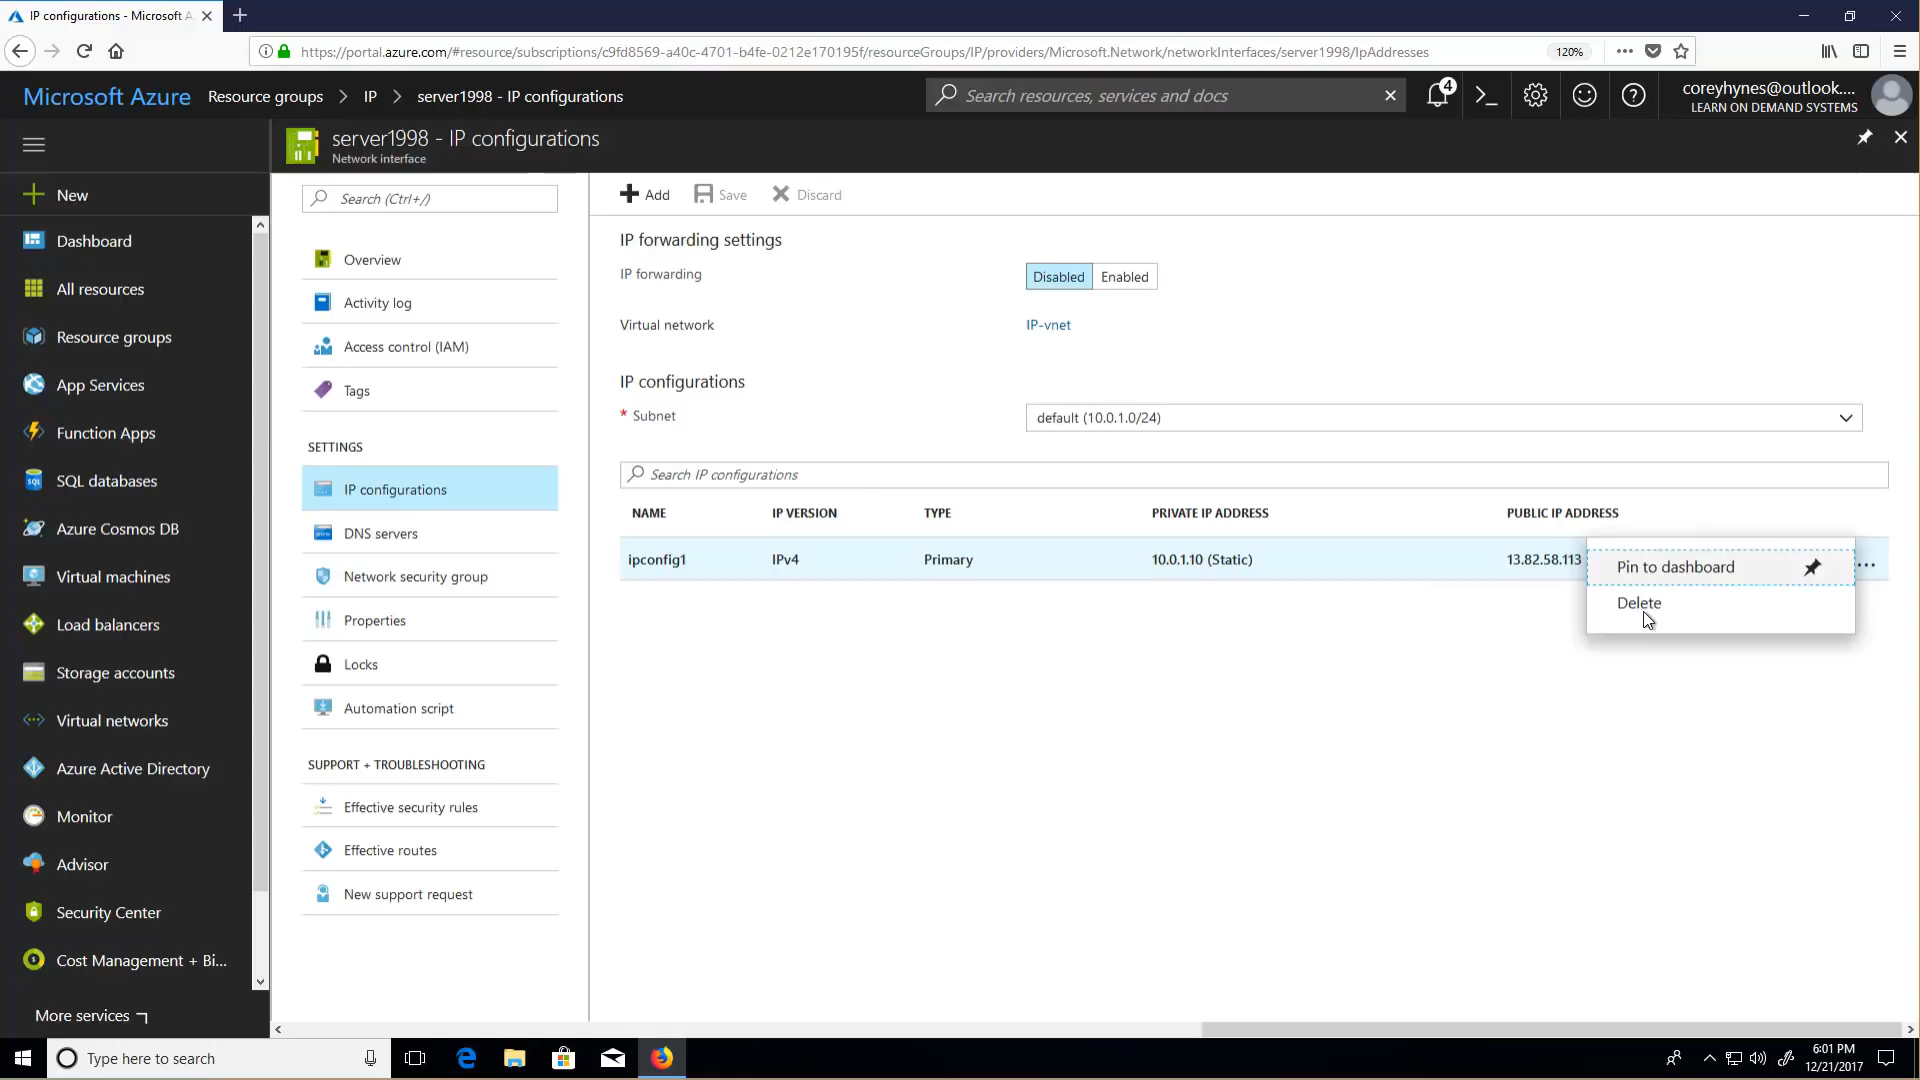 IP configurations - Microsoft A
https://portal.azure.com/#resource/subscriptions/c9fd8569-a40c-4701-b4fe-0212e170195f/resourceGroups/IP/providers/Microsoft.Network/networkInterfaces/server1998/IpAddresses
120%
Microsoft Azure
Resource groups > IP > server1998 - IP configurations
Search resources, services and docs
4
coreyhynes@outlook....
LEARN ON DEMAND SYSTEMS
server1998 - IP configurations
Network interface
New
Dashboard
All resources
Resource groups
App Services
Function Apps
SQL databases
Azure Cosmos DB
Virtual machines
Load balancers
Storage accounts
Virtual networks
Azure Active Directory
Monitor
Advisor
Security Center
Cost Management + Bi...
More services
Search (Ctrl+/)
Overview
Activity log
Access control (IAM)
Tags
SETTINGS
IP configurations
DNS servers
Network security group
Properties
Locks
Automation script
SUPPORT + TROUBLESHOOTING
Effective security rules
Effective routes
New support request
Add Save Discard
IP forwarding settings
IP forwarding Disabled Enabled
Virtual network IP-vnet
IP configurations
* Subnet default (10.0.1.0/24)
Search IP configurations
NAME IP VERSION TYPE PRIVATE IP ADDRESS PUBLIC IP ADDRESS
ipconfig1 IPv4 Primary 10.0.1.10 (Static) 13.82.58.113 ...
Pin to dashboard
Delete
Type here to search
6:01 PM
12/21/2017